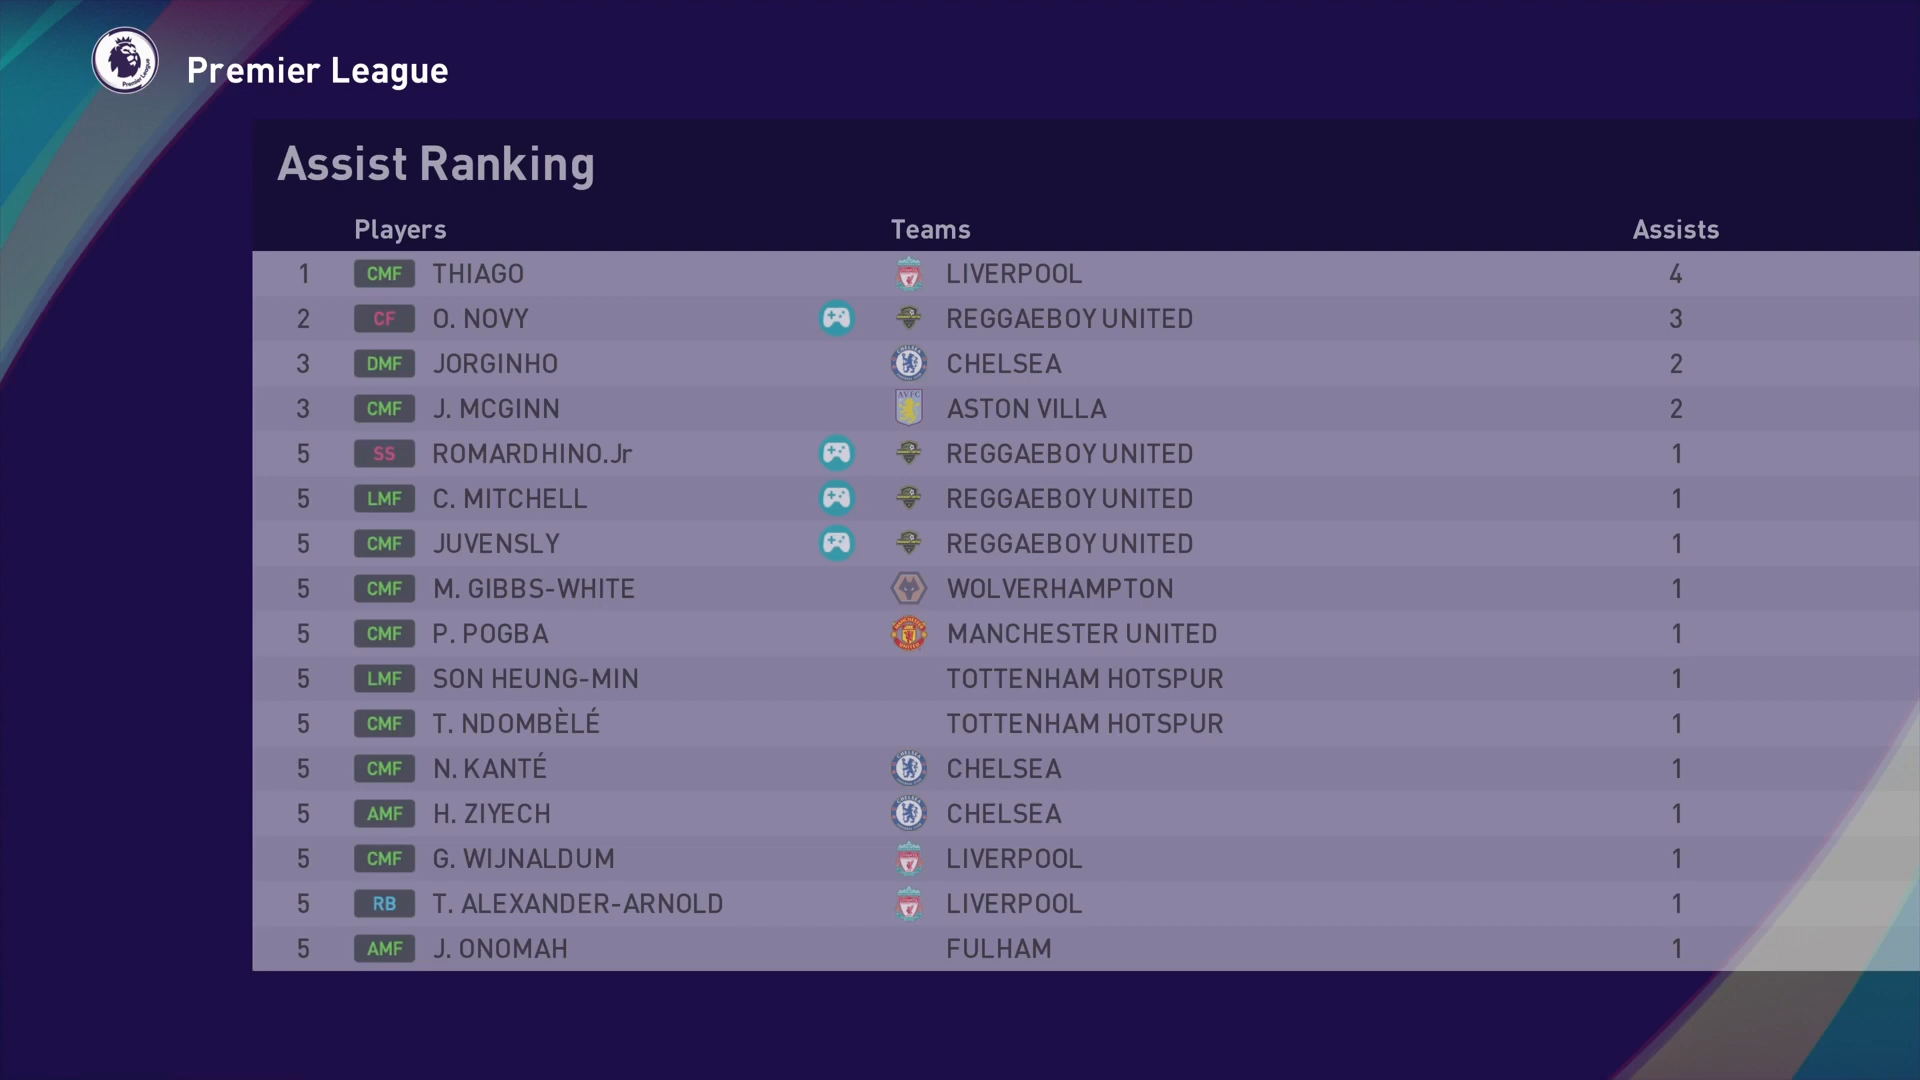 Premier League
Assist Ranking
Players Teams Assists
1 CMF THIAGO LIVERPOOL 4
2 CF O. NOVY REGGAEBOY UNITED 3
3 DMF JORGINHO CHELSEA 2
3 CMF J. MCGINN ASTON VILLA 2
5 SS ROMARDHINO.Jr REGGAEBOY UNITED 1
5 LMF C. MITCHELL REGGAEBOY UNITED 1
5 CMF JUVENSLY REGGAEBOY UNITED 1
5 CMF M. GIBBS-WHITE WOLVERHAMPTON 1
5 CMF P. POGBA MANCHESTER UNITED 1
5 LMF SON HEUNG-MIN TOTTENHAM HOTSPUR 1
5 CMF T. NDOMBÈLÉ TOTTENHAM HOTSPUR 1
5 CMF N. KANTÉ CHELSEA 1
5 AMF H. ZIYECH CHELSEA 1
5 CMF G. WIJNALDUM LIVERPOOL 1
5 RB T. ALEXANDER-ARNOLD LIVERPOOL 1
5 AMF J. ONOMAH FULHAM 1